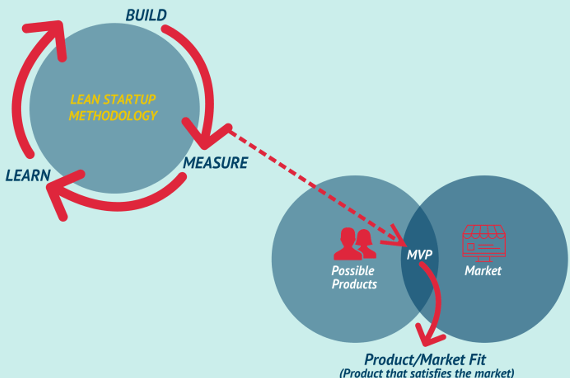 BUILD
LEAN STARTUP
METHODOLOGY
LEARN
MEASURE
Possible
Products
MVP
Market
Product/Market Fit
(Product that satisfies the market)